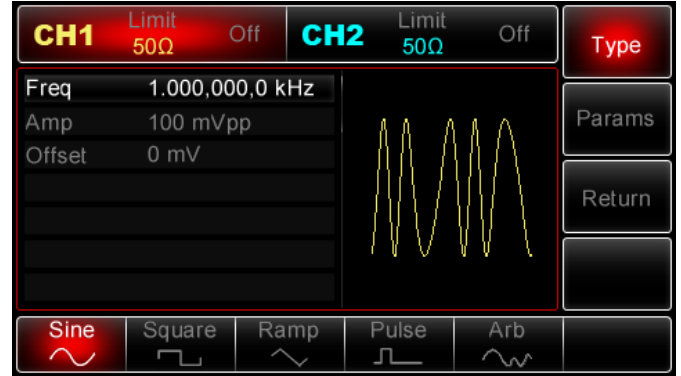 CH1 Limit 50Ω Off CH2 Limit 50Ω Off
Type
Freq 1.000,000,0 kHz
Amp 100 mVpp
Offset 0 mV
Params
Return
Sine Square Ramp Pulse Arb